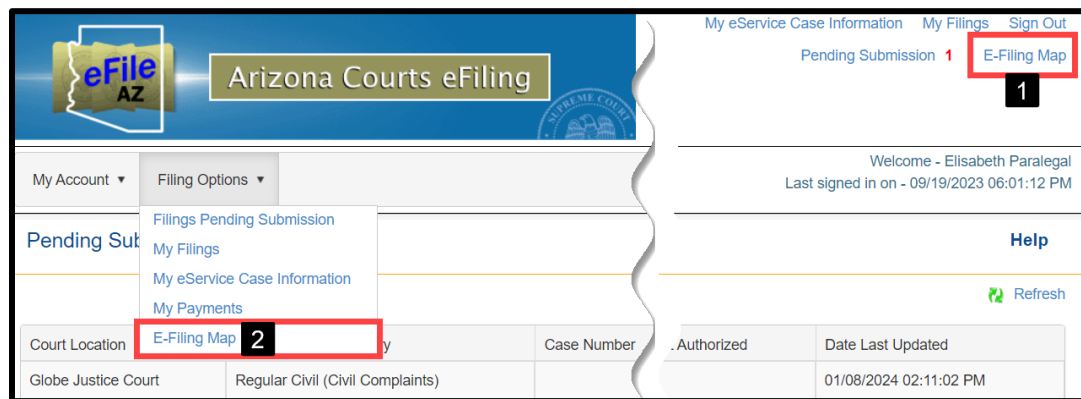 My eService Case Information My Filings Sign Out
Pending Submission 1 E-Filing Map
1
eFile
AZ
Arizona Courts eFiling
SUPREME COU
My Account Filing Options
Welcome - Elisabeth Paralegal
Last signed in on - 09/19/2023 06:01:12 PM
Filings Pending Submission
Pending Sub
My Filings
Help
My eService Case Information
My Payments
Refresh
E-Filing Map 2
Court Location y Case Number Authorized Date Last Updated
Globe Justice Court Regular Civil (Civil Complaints) 01/08/2024 02:11:02 PM